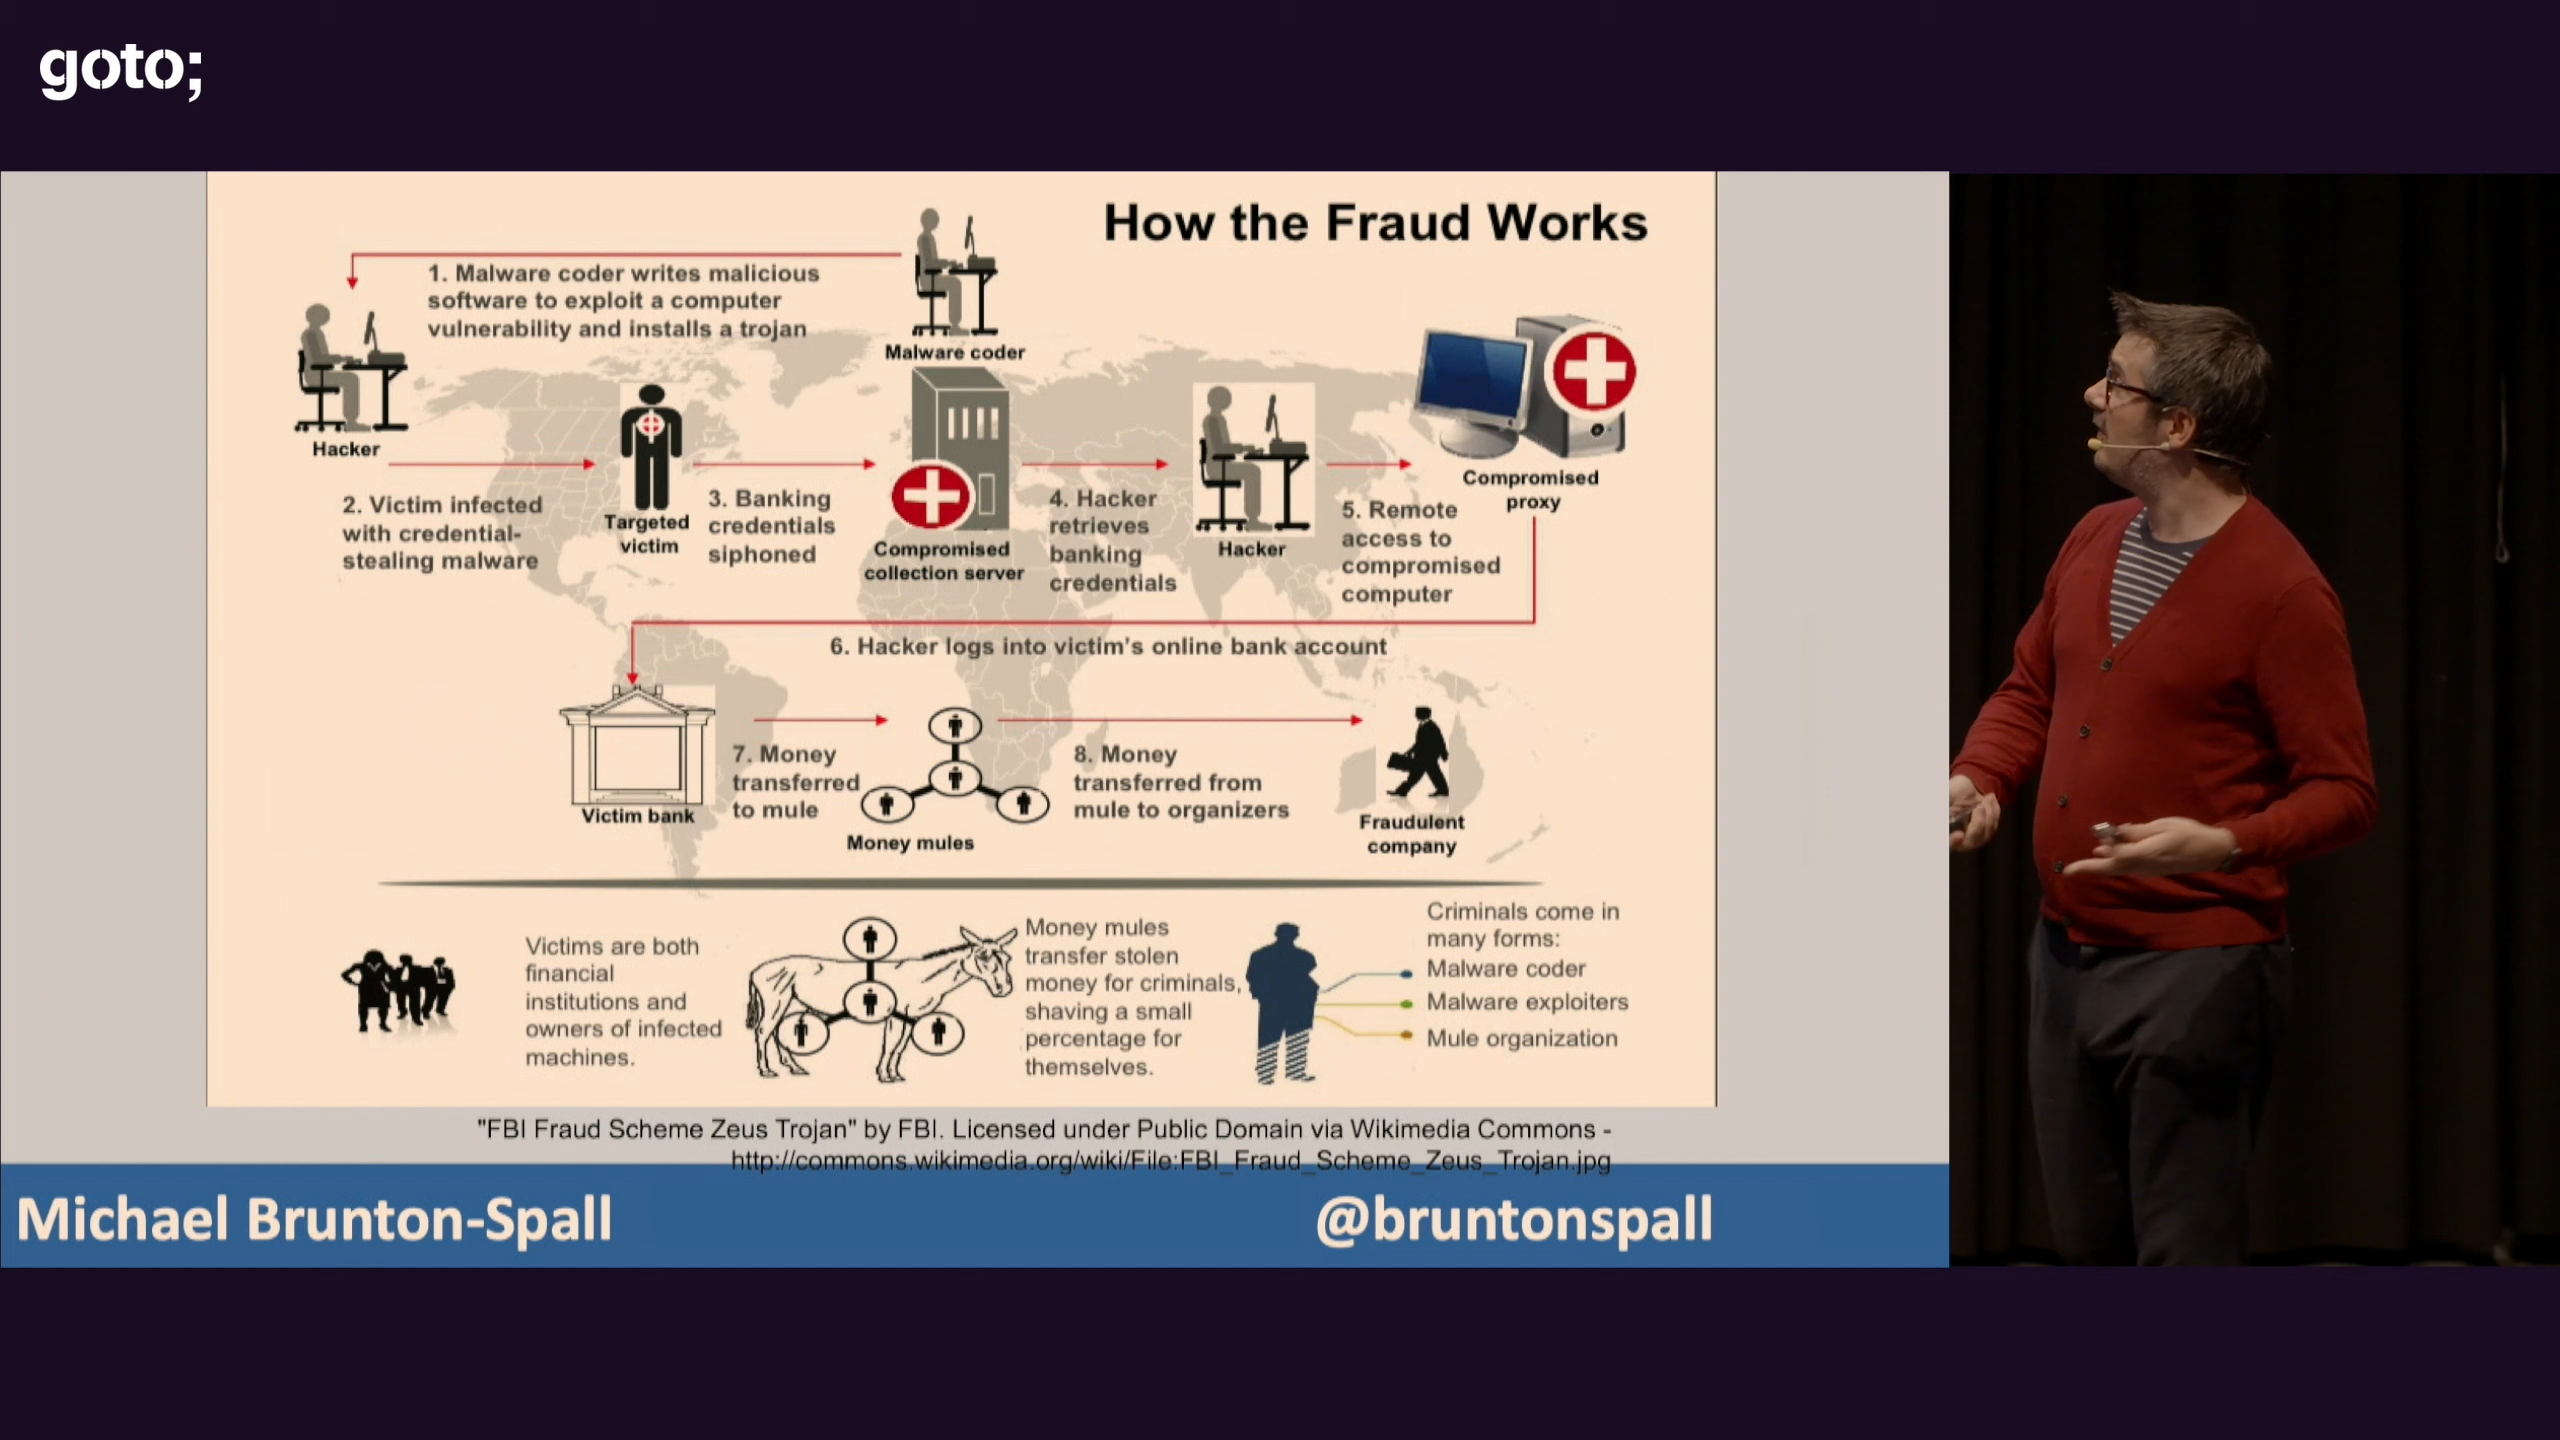 goto;
How the Fraud Works
1. Malware coder writes malicious
software to exploit a computer
vulnerability and installs a trojan
Malware coder
Hacker
2. Victim infected
with credential-
stealing malware
Targeted
victim
3. Banking
credentials
siphoned
Compromised
collection server
4. Hacker
retrieves
banking
credentials
Hacker
5. Remote
access to
compromised
computer
Compromised
proxy
6. Hacker logs into victim's online bank account
Victim bank
7. Money
transferred
to mule
Money mules
8. Money
transferred from
mule to organizers
Fraudulent
company
Victims are both
financial
institutions and
owners of infected
machines.
Money mules
transfer stolen
money for criminals,
shaving a small
percentage for
themselves.
Criminals come in
many forms:
Malware coder
Malware exploiters
Mule organization
"FBI Fraud Scheme Zeus Trojan" by FBI. Licensed under Public Domain via Wikimedia Commons -
http://commons.wikimedia.org/wiki/File:FBI_Fraud_Scheme_Zeus_Trojan.jpg
Michael Brunton-Spall
@bruntonspall